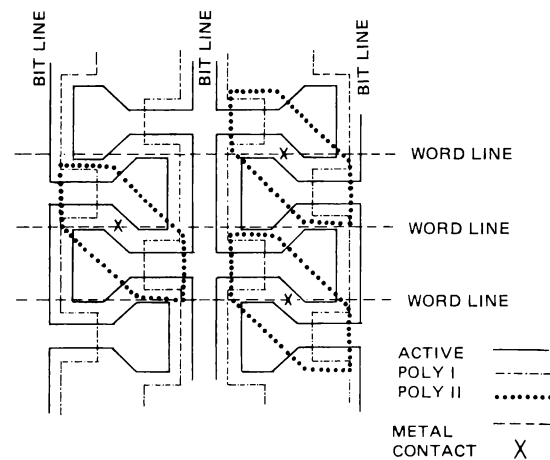 BIT LINE
BIT LINE
BIT LINE
WORD LINE
WORD LINE
WORD LINE
ACTIVE
POLY I
POLY II
METAL
CONTACT X